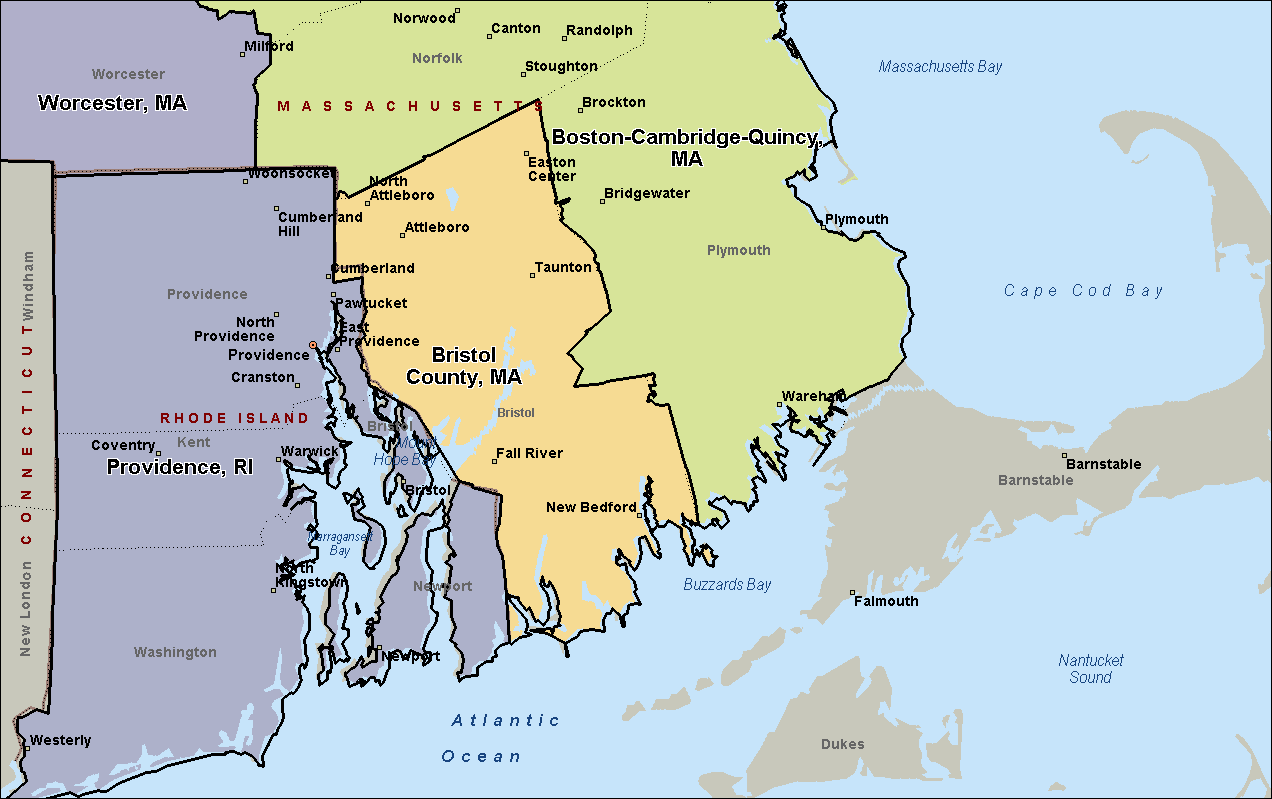 Norwood
Canton
Randolph
Milford
Norfolk
Stoughton
Massachusetts Bay
Worcester
Worcester, MA
MASSACHUSETTS
Brockton
Boston-Cambridge-Quincy,
MA
Easton
Center
Woonsocket
North
Attleboro
Bridgewater
Cumberland
Hill
Attleboro
Plymouth
Plymouth
Windham
Cumberland
Taunton
Providence
Cape Cod Bay
Pawtucket
North
Providence
East
Providence
Providence
Bristol
County, MA
Cranston
CONNECTICUT
Wareham
RHODE ISLAND
Bristol
Bristol
Kent
Coventry
Mount
Hope Bay
Warwick
Fall River
Providence, RI
Barnstable
Barnstable
Bristol
New Bedford
Narragansett
Bay
North
Kingstown
Newport
Buzzards Bay
Falmouth
New London
Washington
Newport
Nantucket
Sound
Atlantic
Ocean
Westerly
Dukes